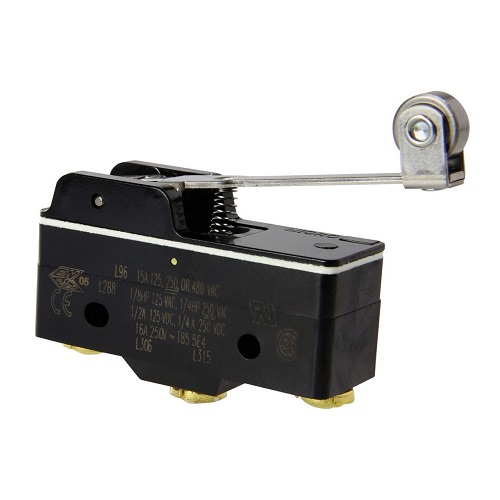 L96 15A 125, 250, OR 480 VAC
L288 1/8HP 125 VAC, 1/4HP 250 VAC
1/2A 125 VDC, 1/4 A 250 VDC
16A 250V ~ T85 5E4
L306 L315
05
CE